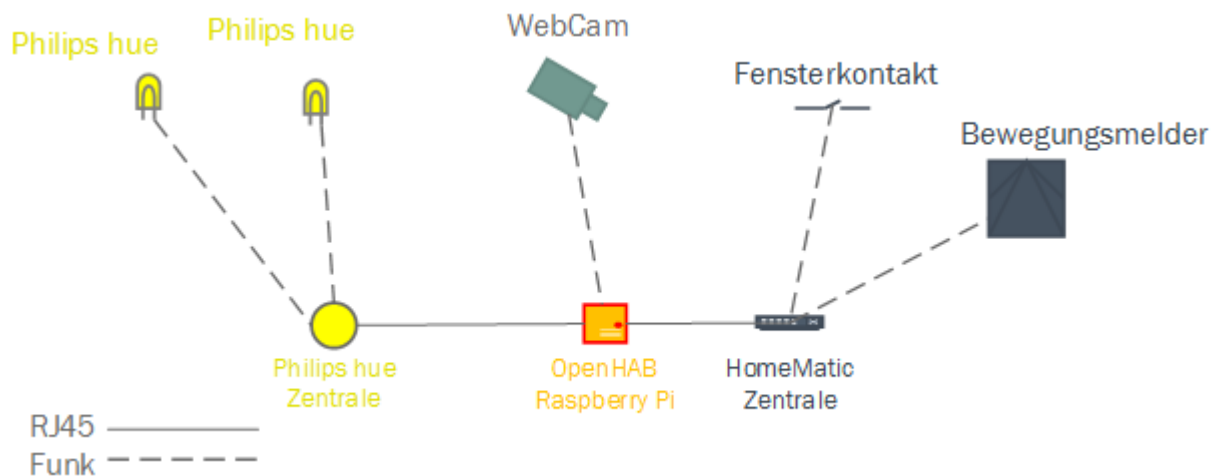 Philips hue
Philips hue
WebCam
Fensterkontakt
Bewegungsmelder
Philips hue
Zentrale
OpenHAB
Raspberry Pi
HomeMatic
Zentrale
RJ45
Funk